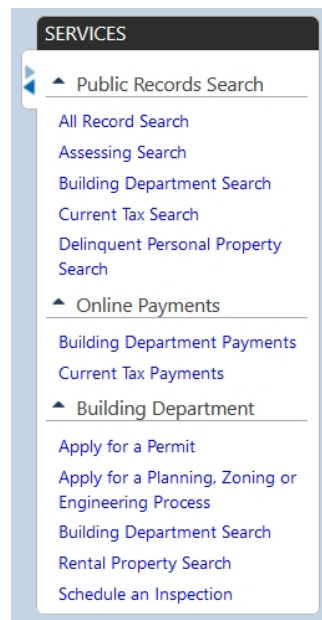 SERVICES
Public Records Search
All Record Search
Assessing Search
Building Department Search
Current Tax Search
Delinquent Personal Property
Search
Online Payments
Building Department Payments
Current Tax Payments
Building Department
Apply for a Permit
Apply for a Planning, Zoning or
Engineering Process
Building Department Search
Rental Property Search
Schedule an Inspection